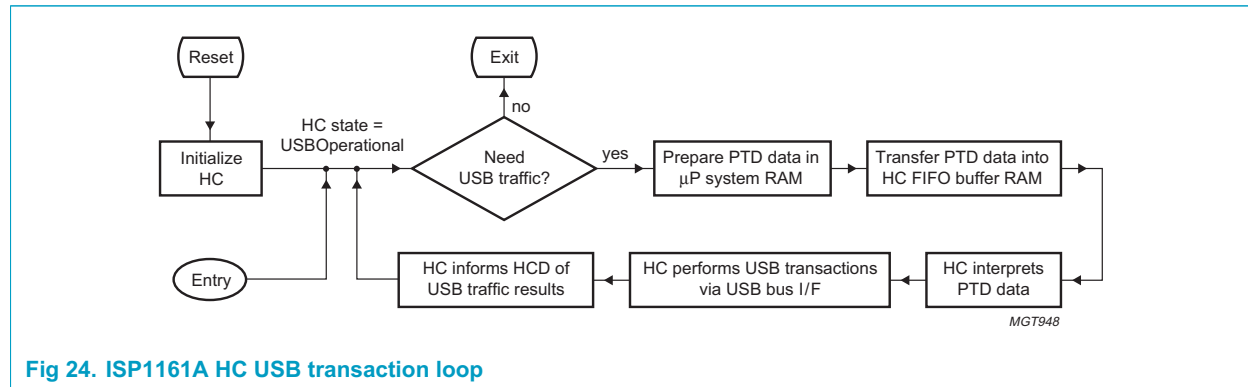 Reset
Exit
no
HC state =
USBOperational
Initialize
HC
Need
USB traffic?
yes
Prepare PTD data in
μP system RAM
Transfer PTD data into
HC FIFO buffer RAM
Entry
HC informs HCD of
USB traffic results
HC performs USB transactions
via USB bus I/F
HC interprets
PTD data
MGT948
Fig 24. ISP1161A HC USB transaction loop